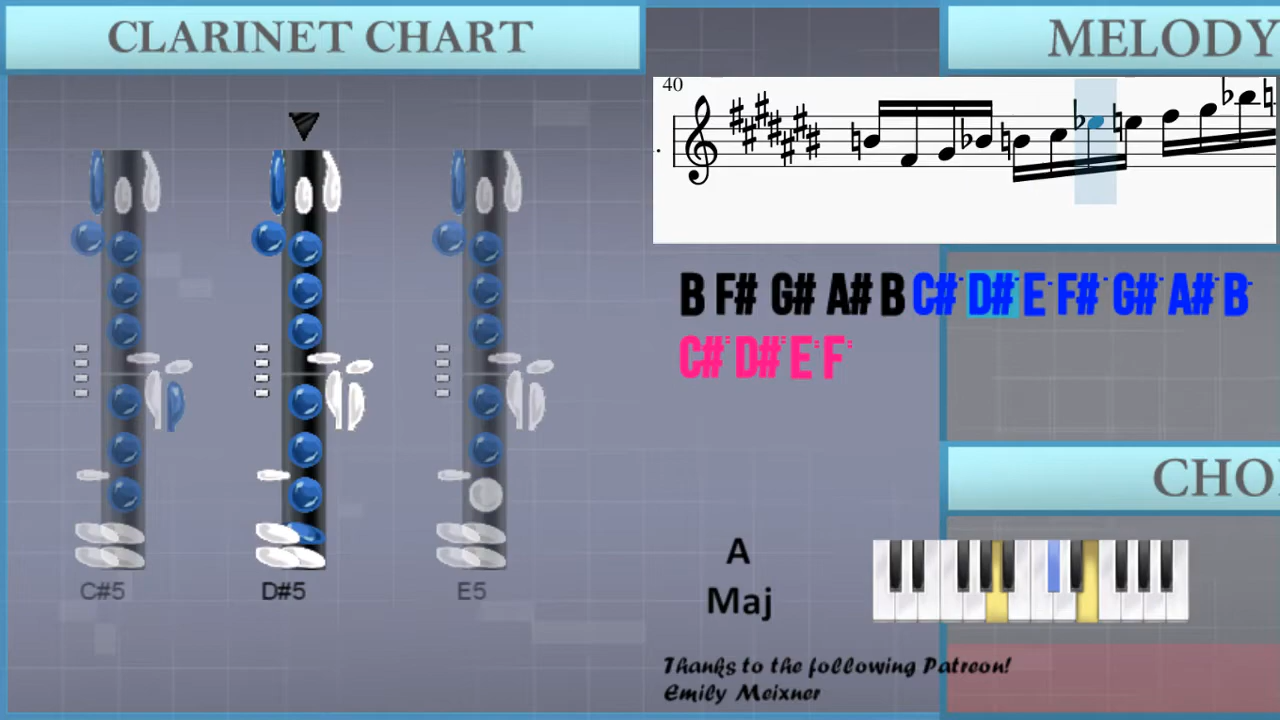 CLARINET CHART
MELODY
40
B F# G# A# B C#· D#· E· F#· G#· A#· B·
C#: D#: E: F:
C#5 D#5 E5
CHO
A
Maj
Thanks to the following Patreon!
Emily Meixner